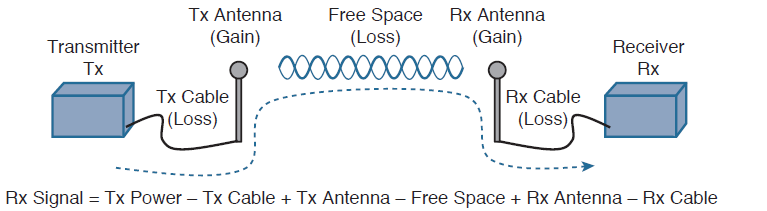 Tx Antenna
(Gain)
Free Space
(Loss)
Rx Antenna
(Gain)
Transmitter
Tx
Receiver
Rx
Tx Cable
(Loss)
Rx Cable
(Loss)
Rx Signal = Tx Power – Tx Cable + Tx Antenna – Free Space + Rx Antenna – Rx Cable